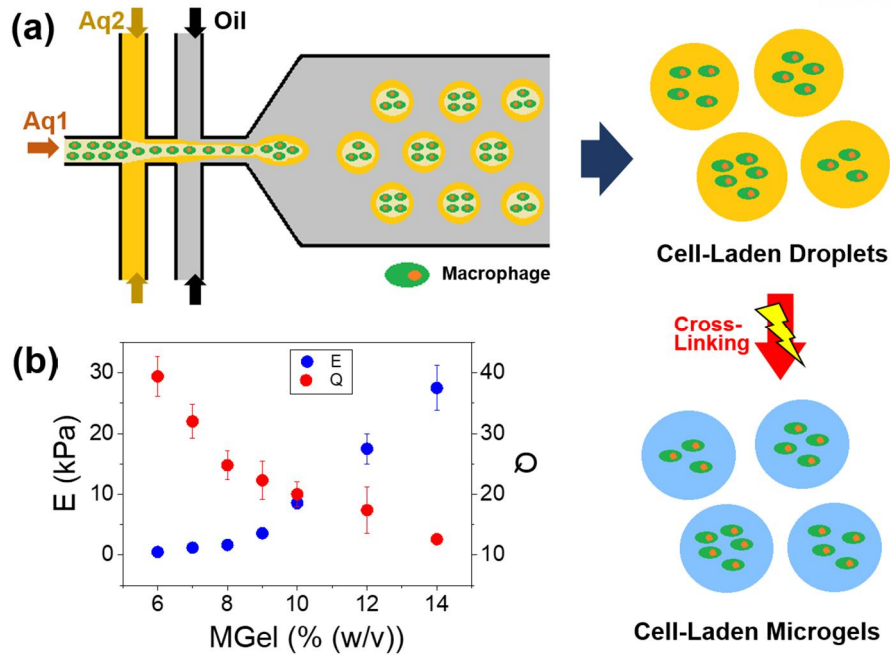 (a)
Aq2
Oil
Aq1
Macrophage
Cell-Laden Droplets
Cross-
Linking
Cell-Laden Microgels
(b)
E
Q
30
20
10
0
E (kPa)
40
30
20
10
Q
6
8
10
12
14
MGel (% (w/v))